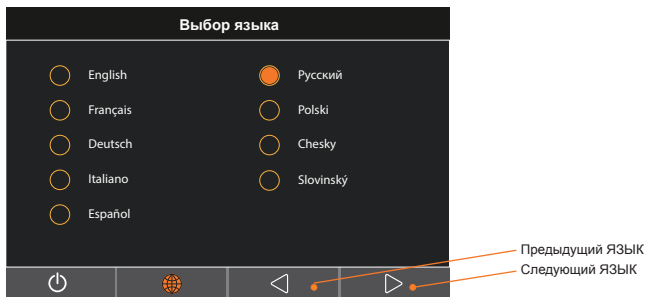 Выбор языка
English
Français
Deutsch
Italiano
Español
Русский
Polski
Chesky
Slovinský
Предыдущий ЯЗЫК
Следующий ЯЗЫК